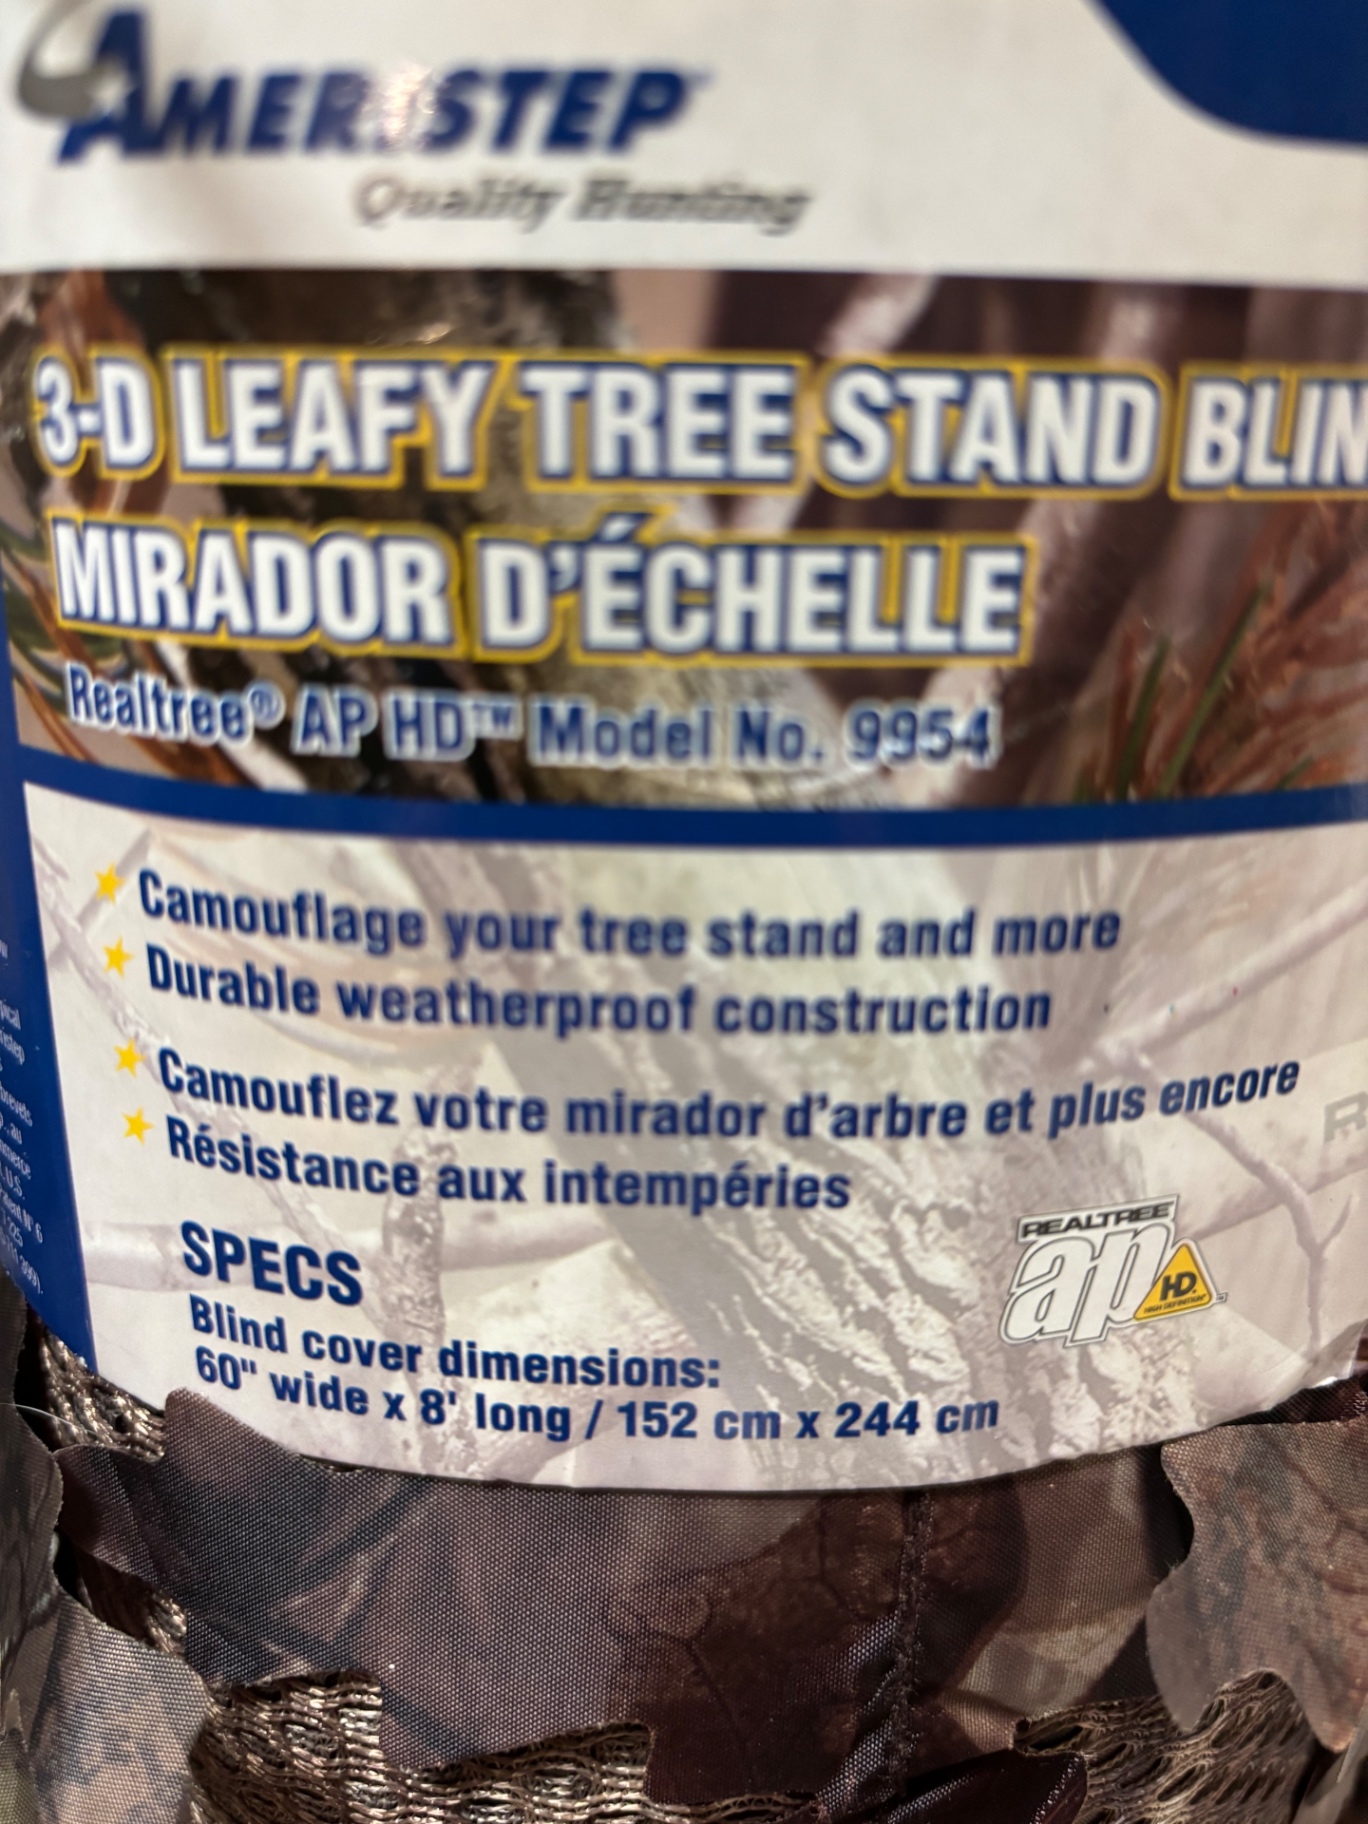 AMERISTEP
Quality Hunting
3-D LEAFY TREE STAND BLIN
MIRADOR D'ÉCHELLE
Realtree® AP HD™ Model No. 9954
Camouflage your tree stand and more
Durable weatherproof construction
Camouflez votre mirador d'arbre et plus encore
Résistance aux intempéries
SPECS
Blind cover dimensions:
60" wide x 8' long / 152 cm x 244 cm
REALTREE
ap HD.
HIGH DEFINITION
U.S.